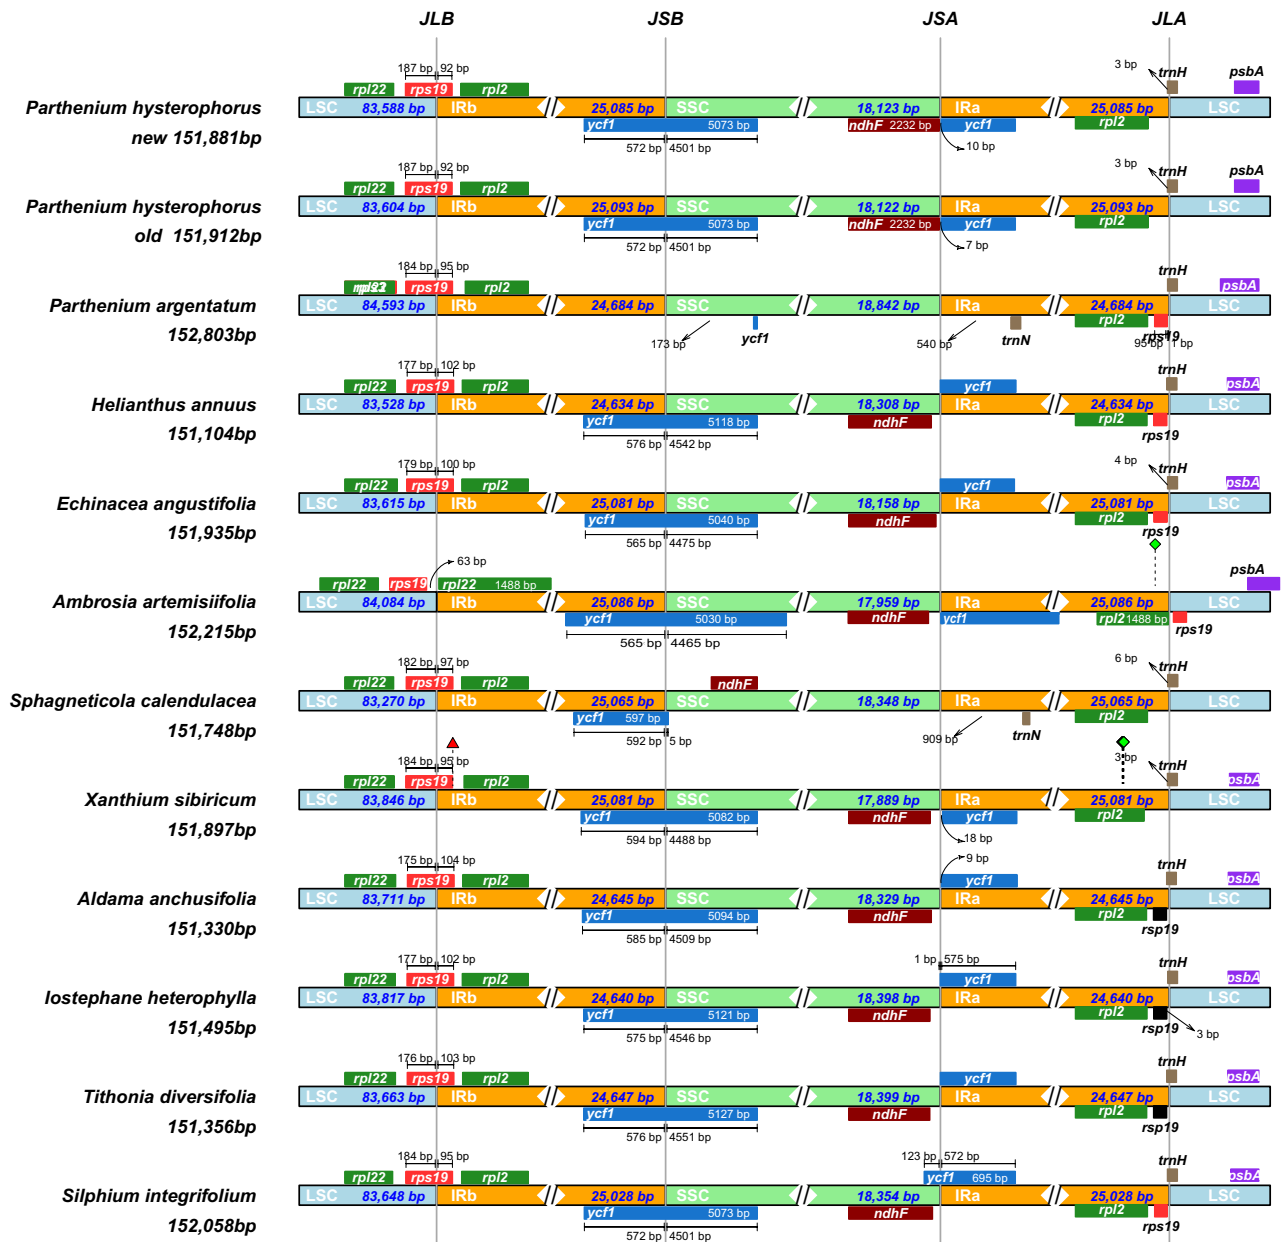 JLB JSB JSA JLA
187 bp 92 bp 3 bp trnH psbA
rpl22 rps19 rpl2
Parthenium hysterophorus LSC 83,588 bp IRb 25,085 bp SSC 18,123 bp IRa 25,085 bp LSC
new 151,881bp ycf1 5073 bp ndhF 2232 bp ycf1 rpl2
572 bp 4501 bp 10 bp
187 bp 92 bp 3 bp trnH psbA
rpl22 rps19 rpl2
Parthenium hysterophorus LSC 83,604 bp IRb 25,093 bp SSC 18,122 bp IRa 25,093 bp LSC
old 151,912bp ycf1 5073 bp ndhF 2232 bp ycf1 rpl2
572 bp 4501 bp 7 bp
184 bp 95 bp trnH
rps19 rpl2 psbA
Parthenium argentatum LSC 84,593 bp IRb 24,684 bp SSC 18,842 bp IRa 24,684 bp LSC
152,803bp 173 bp ycf1 540 bp trnN rpl2 rps19
95 bp 1 bp
177 bp 102 bp trnH
rpl22 rps19 rpl2 ycf1 psbA
Helianthus annuus LSC 83,528 bp IRb 24,634 bp SSC 18,308 bp IRa 24,634 bp LSC
151,104bp ycf1 5118 bp ndhF rpl2 rps19
576 bp 4542 bp
179 bp 100 bp 4 bp trnH
rpl22 rps19 rpl2 ycf1 psbA
Echinacea angustifolia LSC 83,615 bp IRb 25,081 bp SSC 18,158 bp IRa 25,081 bp LSC
151,935bp ycf1 5040 bp ndhF rpl2 rps19
565 bp 4475 bp
63 bp psbA
rpl22 rps19 rpl22 1488 bp
Ambrosia artemisiifolia LSC 84,084 bp IRb 25,086 bp SSC 17,959 bp IRa 25,086 bp LSC
152,215bp ycf1 5030 bp ndhF ycf1 rpl2 1488 bp rps19
565 bp 4465 bp
182 bp 97 bp 6 bp trnH
rpl22 rps19 rpl2 ndhF
Sphagneticola calendulacea LSC 83,270 bp IRb 25,065 bp SSC 18,348 bp IRa 25,065 bp LSC
151,748bp ycf1 597 bp trnN rpl2
592 bp 5 bp 909 bp
184 bp 95 bp 3 bp trnH
rpl22 rps19 rpl2 psbA
Xanthium sibiricum LSC 83,846 bp IRb 25,081 bp SSC 17,889 bp IRa 25,081 bp LSC
151,897bp ycf1 5082 bp ndhF ycf1 rpl2
594 bp 4488 bp 18 bp
175 bp 104 bp 9 bp trnH
rpl22 rps19 rpl2 ycf1 psbA
Aldama anchusifolia LSC 83,711 bp IRb 24,645 bp SSC 18,329 bp IRa 24,645 bp LSC
151,330bp ycf1 5094 bp ndhF rpl2 rsp19
585 bp 4509 bp
177 bp 102 bp 1 bp 575 bp trnH
rpl22 rps19 rpl2 ycf1 psbA
Iostephane heterophylla LSC 83,817 bp IRb 24,640 bp SSC 18,398 bp IRa 24,640 bp LSC
151,495bp ycf1 5121 bp ndhF rpl2 rsp19
575 bp 4546 bp 3 bp
176 bp 103 bp trnH
rpl22 rps19 rpl2 ycf1 psbA
Tithonia diversifolia LSC 83,663 bp IRb 24,647 bp SSC 18,399 bp IRa 24,647 bp LSC
151,356bp ycf1 5127 bp ndhF rpl2 rsp19
576 bp 4551 bp
184 bp 95 bp 123 bp 572 bp trnH
rpl22 rps19 rpl2 ycf1 695 bp psbA
Silphium integrifolium LSC 83,648 bp IRb 25,028 bp SSC 18,354 bp IRa 25,028 bp LSC
152,058bp ycf1 5073 bp ndhF rpl2 rps19
572 bp 4501 bp